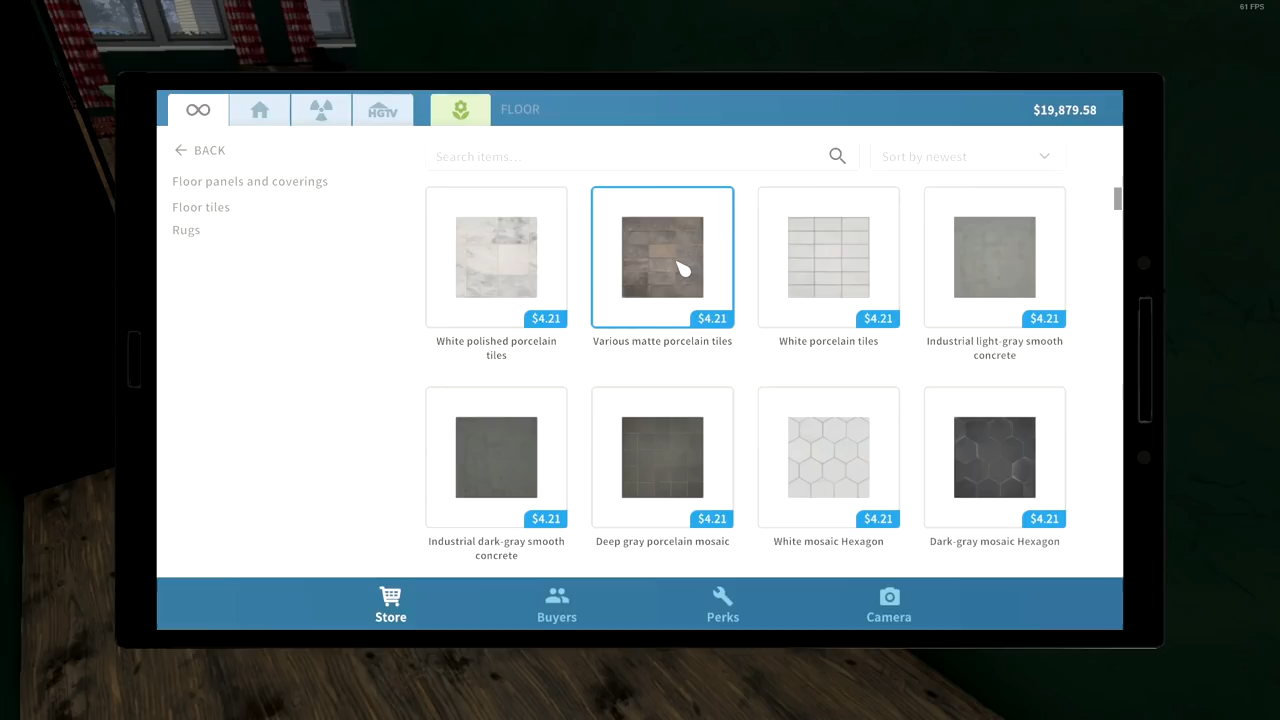 61 FPS
∞
HGTV
FLOOR
$19,879.58
BACK
Search items...
Sort by newest
Floor panels and coverings
Floor tiles
Rugs
$4.21
$4.21
$4.21
$4.21
White polished porcelain
tiles
Various matte porcelain tiles
White porcelain tiles
Industrial light-gray smooth
concrete
$4.21
$4.21
$4.21
$4.21
Industrial dark-gray smooth
concrete
Deep gray porcelain mosaic
White mosaic Hexagon
Dark-gray mosaic Hexagon
Store
Buyers
Perks
Camera